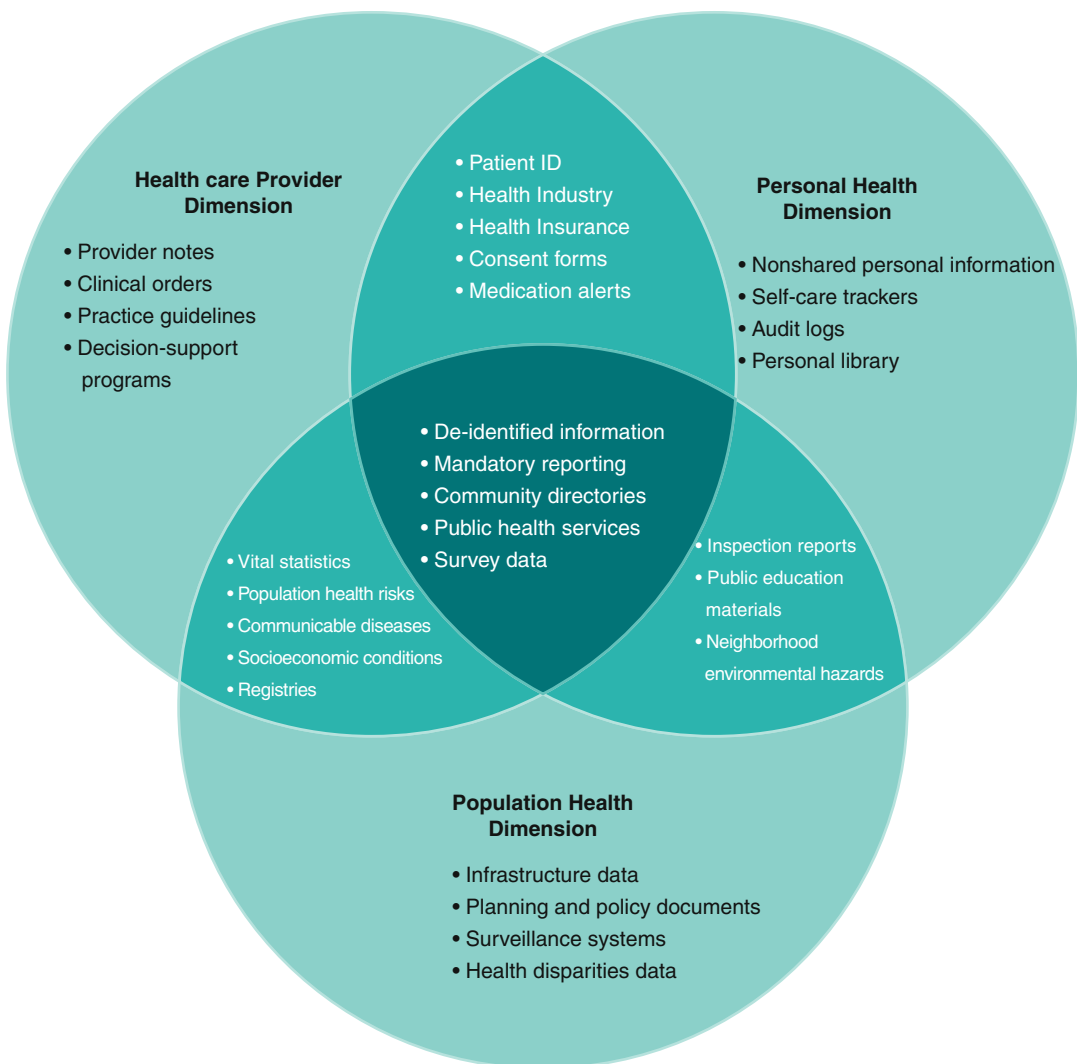 Health care Provider
Dimension
• Provider notes
• Clinical orders
• Practice guidelines
• Decision-support
programs
• Patient ID
• Health Industry
• Health Insurance
• Consent forms
• Medication alerts
Personal Health
Dimension
• Nonshared personal information
• Self-care trackers
• Audit logs
• Personal library
• De-identified information
• Mandatory reporting
• Community directories
• Public health services
• Survey data
• Vital statistics
• Population health risks
• Communicable diseases
• Socioeconomic conditions
• Registries
• Inspection reports
• Public education
materials
• Neighborhood
environmental hazards
Population Health
Dimension
• Infrastructure data
• Planning and policy documents
• Surveillance systems
• Health disparities data